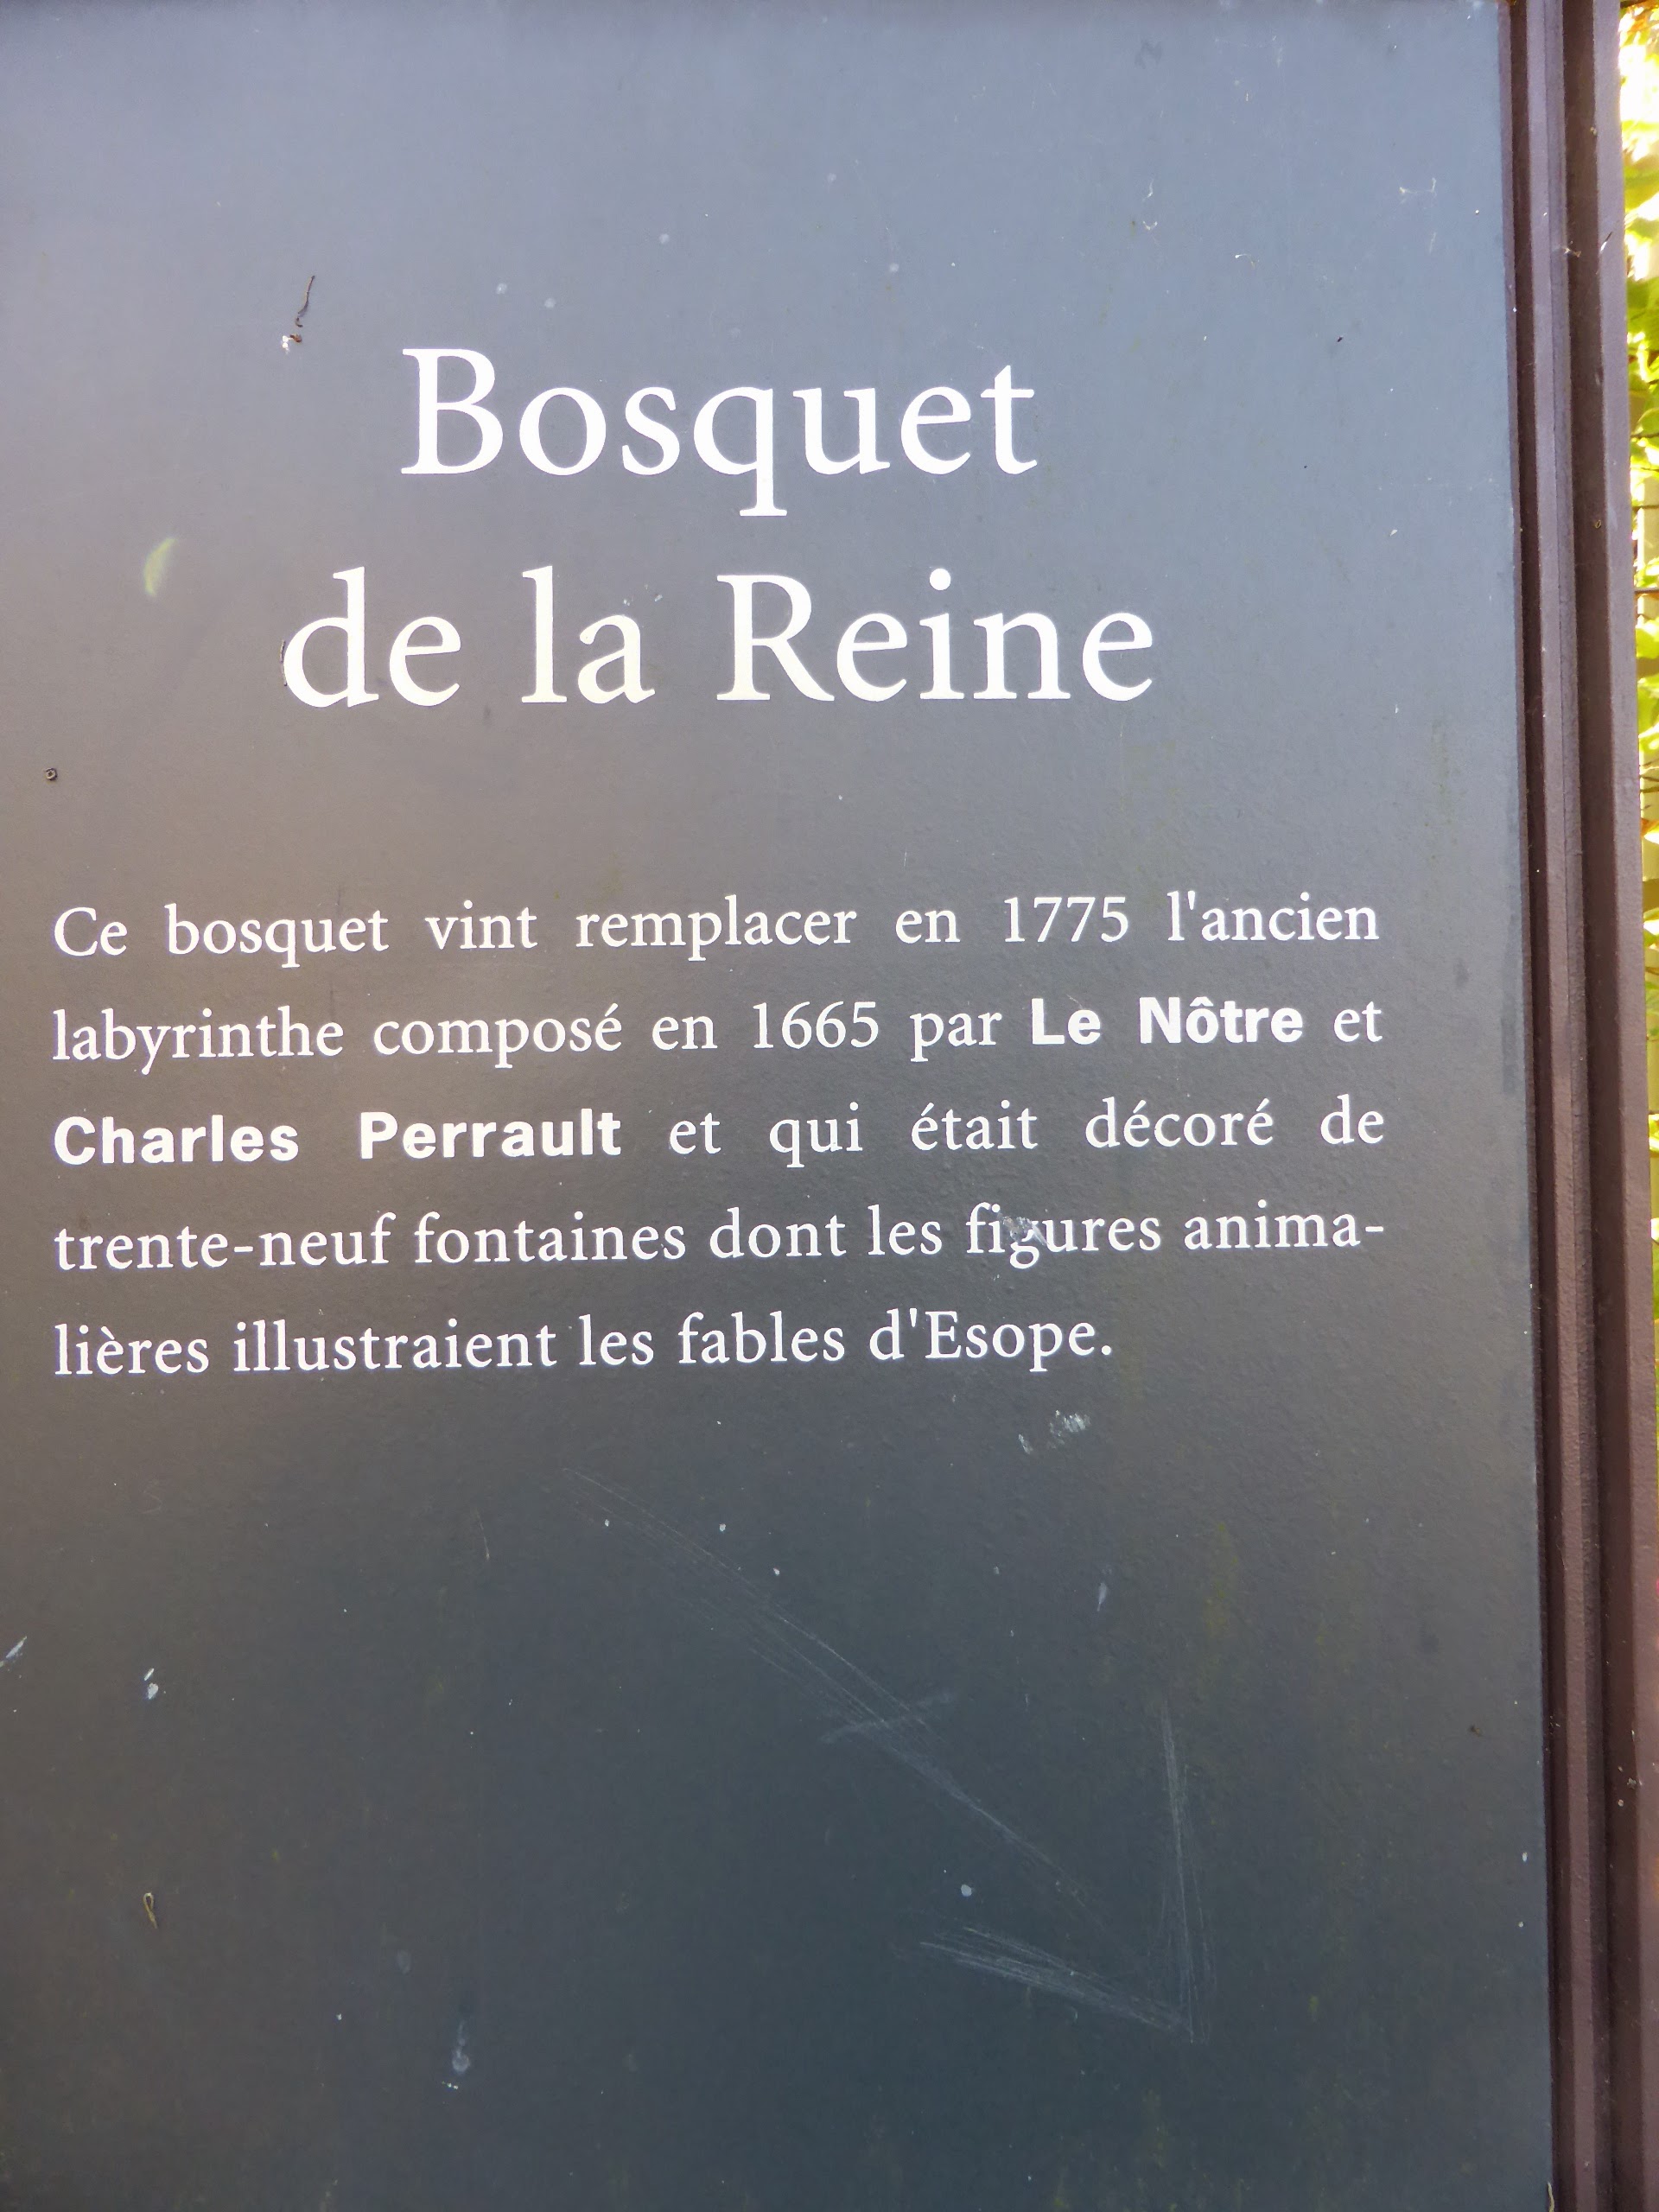 Bosquet
de la Reine
Ce bosquet vint remplacer en 1775 l'ancien
labyrinthe composé en 1665 par Le Nôtre et
Charles Perrault et qui était décoré de
trente-neuf fontaines dont les figures anima-
lières illustraient les fables d'Esope.